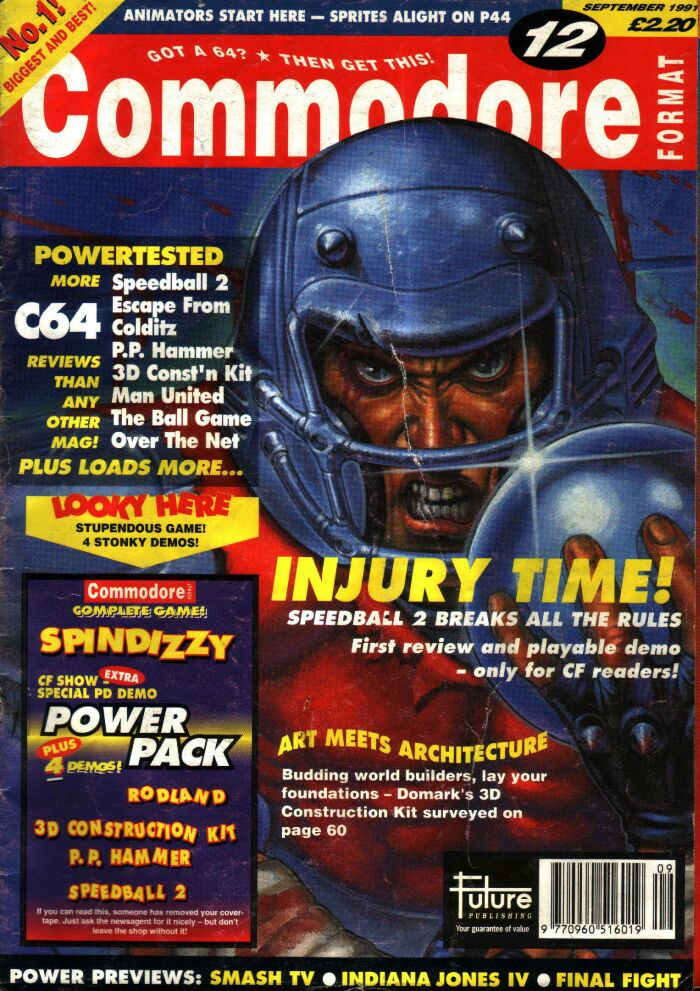 No.1!
BIGGEST AND BEST!
ANIMATORS START HERE — SPRITES ALIGHT ON P44
12
SEPTEMBER 1991
£2.20
GOT A 64? ★ THEN GET THIS!
Commodore
FORMAT
POWERTESTED
MORE
C64
REVIEWS
THAN
ANY
OTHER
MAG!
Speedball 2
Escape From
Colditz
P.P. Hammer
3D Const'n Kit
Man United
The Ball Game
Over The Net
PLUS LOADS MORE...
LOOKY HERE
STUPENDOUS GAME!
4 STONKY DEMOS!
Commodore
FORMAT
COMPLETE GAME!
SPINDIZZY
CF SHOW - EXTRA
SPECIAL PD DEMO
POWER
PACK
PLUS
4 DEMOS!
RODLAND
3D CONSTRUCTION KIT
P.P. HAMMER
SPEEDBALL 2
If you can read this, someone has removed your cover-
tape. Just ask the newsagent for it nicely – but don't
leave the shop without it!
INJURY TIME!
SPEEDBALL 2 BREAKS ALL THE RULES
First review and playable demo
– only for CF readers!
ART MEETS ARCHITECTURE
Budding world builders, lay your
foundations – Domark's 3D
Construction Kit surveyed on
page 60
Future
PUBLISHING
Your guarantee of value
09
9 770960 516019
POWER PREVIEWS: SMASH TV ● INDIANA JONES IV ● FINAL FIGHT